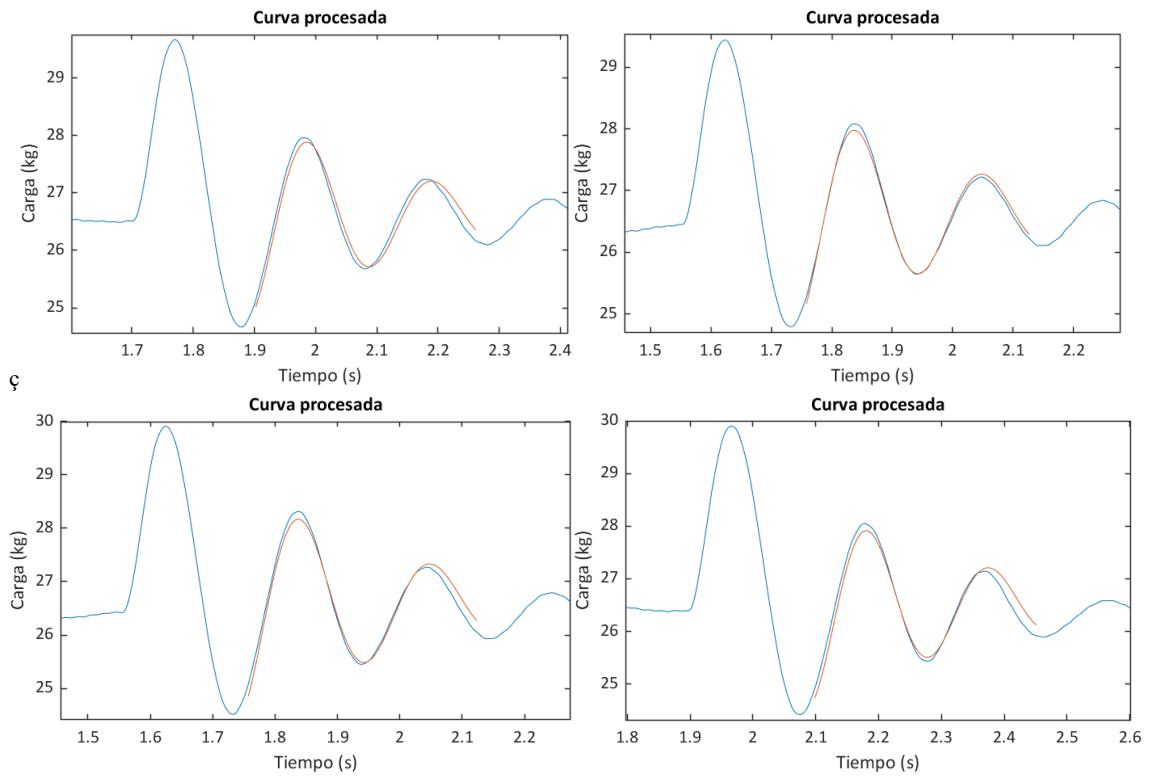 Curva procesada
Carga (kg)
29
28
27
26
25
1.7 1.8 1.9 2 2.1 2.2 2.3 2.4
Tiempo (s)
Curva procesada
Carga (kg)
29
28
27
26
25
1.5 1.6 1.7 1.8 1.9 2 2.1 2.2
Tiempo (s)
ç
Curva procesada
Carga (kg)
30
29
28
27
26
25
1.5 1.6 1.7 1.8 1.9 2 2.1 2.2
Tiempo (s)
Curva procesada
Carga (kg)
30
29
28
27
26
25
1.8 1.9 2 2.1 2.2 2.3 2.4 2.5 2.6
Tiempo (s)